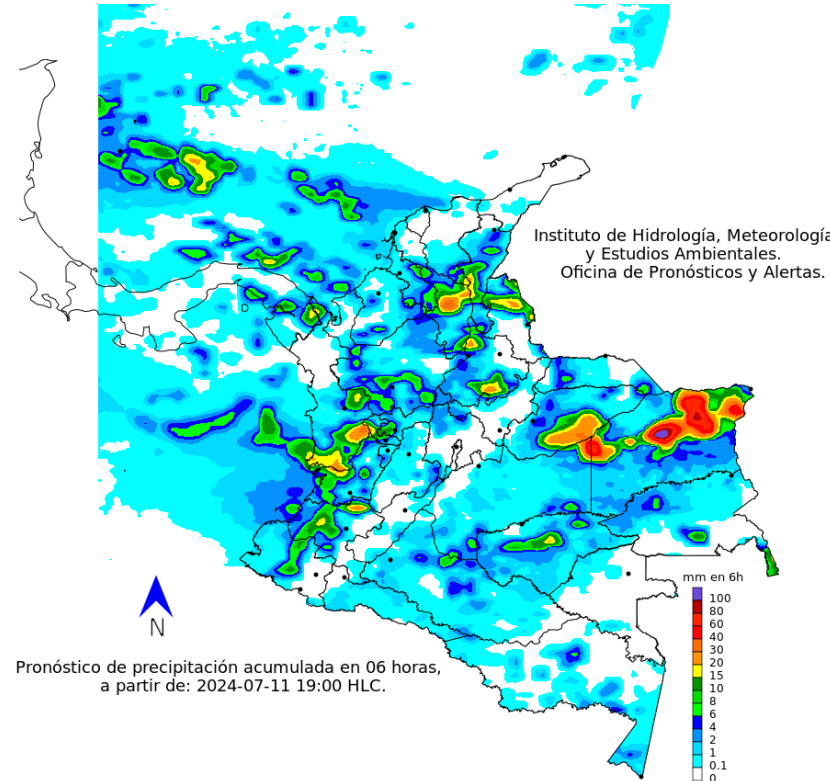 Instituto de Hidrología, Meteorología
y Estudios Ambientales.
Oficina de Pronósticos y Alertas.
mm en 6h
100
80
60
40
30
20
15
10
8
6
4
2
1
0.1
0
N
Pronóstico de precipitación acumulada en 06 horas,
a partir de: 2024-07-11 19:00 HLC.